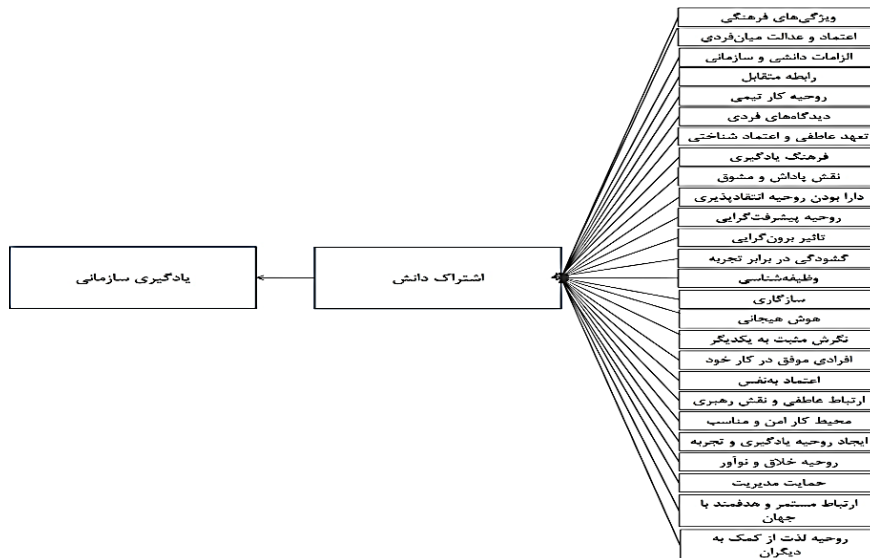 ویژگی‌های فرهنگی
اعتماد و عدالت میان‌فردی
الزامات دانشی و سازمانی
رابطه متقابل
روحیه کار تیمی
دیدگاه‌های فردی
تعهد عاطفی و اعتماد شناختی
فرهنگ یادگیری
نقش پاداش و مشوق
دارا بودن روحیه انتقادپذیری
روحیه پیشرفت‌گرایی
تاثیر برون‌گرایی
گشودگی در برابر تجربه
وظیفه‌شناسی
سازگاری
هوش هیجانی
نگرش مثبت به یکدیگر
افرادی موفق در کار خود
اعتماد به‌نفس
ارتباط عاطفی و نقش رهبری
محیط کار امن و مناسب
ایجاد روحیه یادگیری و تجربه
روحیه خلاق و نوآور
حمایت مدیریت
ارتباط مستمر و هدفمند با
جهان
روحیه لذت از کمک به
دیگران
اشتراک دانش
یادگیری سازمانی